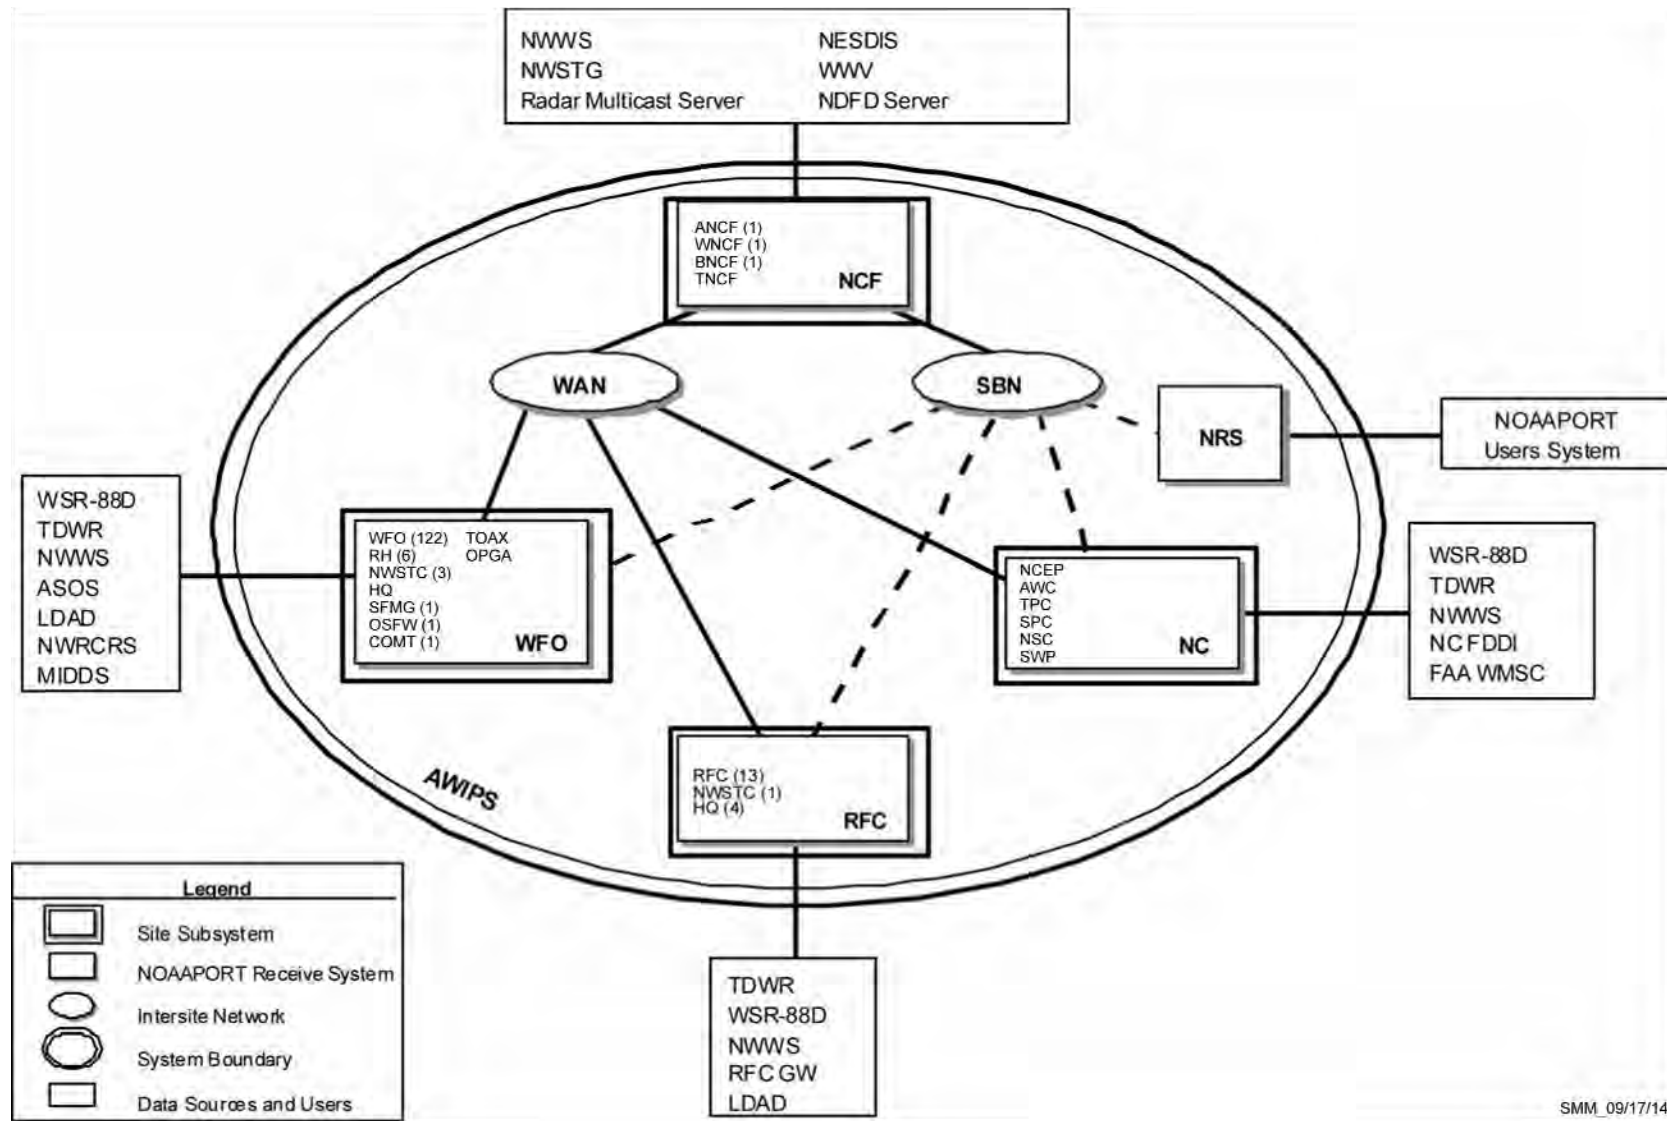 NWWS NESDIS
NWSTG WWV
Radar Multicast Server NDFD Server
ANCF (1)
WNCF (1)
BNCF (1)
TNCF
NCF
WAN
SBN
NRS
NOAAPORT
Users System
WSR-88D
TDWR
NWWS
ASOS
LDAD
NWRCRS
MIDDS
WFO (122) TOAX
RH (6) OPGA
NWSTC (3)
HQ
SFMG (1)
OSFW (1)
COMT (1)
WFO
NCEP
AWC
TPC
SPC
NSC
SWP
NC
WSR-88D
TDWR
NWWS
NCFDDI
FAA WMSC
RFC (13)
NWSTC (1)
HQ (4)
RFC
AWIPS
TDWR
WSR-88D
NWWS
RFC GW
LDAD
Legend
Site Subsystem
NOAAPORT Receive System
Intersite Network
System Boundary
Data Sources and Users
SMM_09/17/14